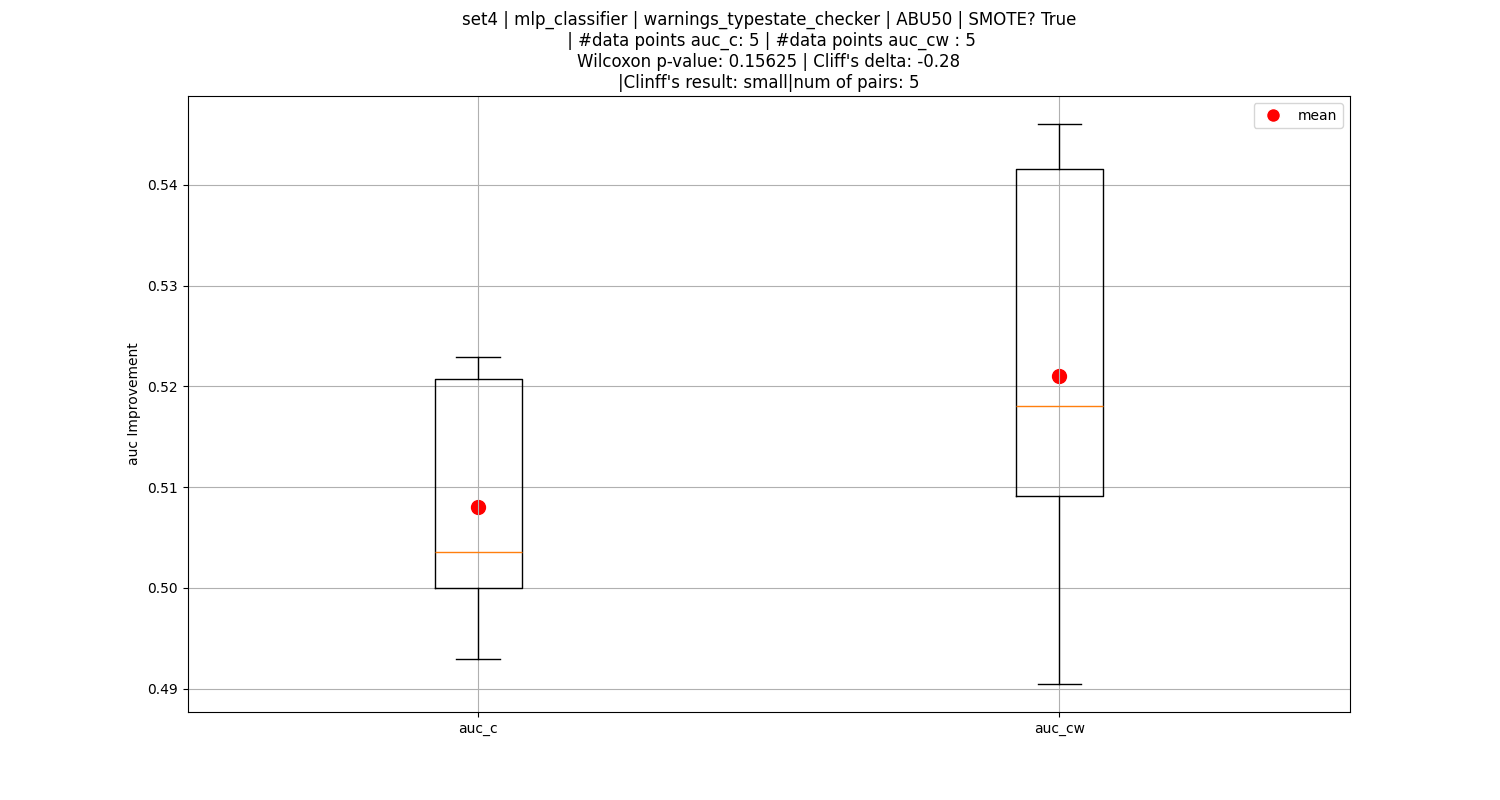 set4 | mlp_classifier | warnings_typestate_checker | ABU50 | SMOTE? True
| #data points auc_c: 5 | #data points auc_cw : 5
Wilcoxon p-value: 0.15625 | Cliff's delta: -0.28
|Clinff's result: small|num of pairs: 5
mean
0.54
0.53
0.52
0.51
0.50
0.49
auc Improvement
auc_c
auc_cw